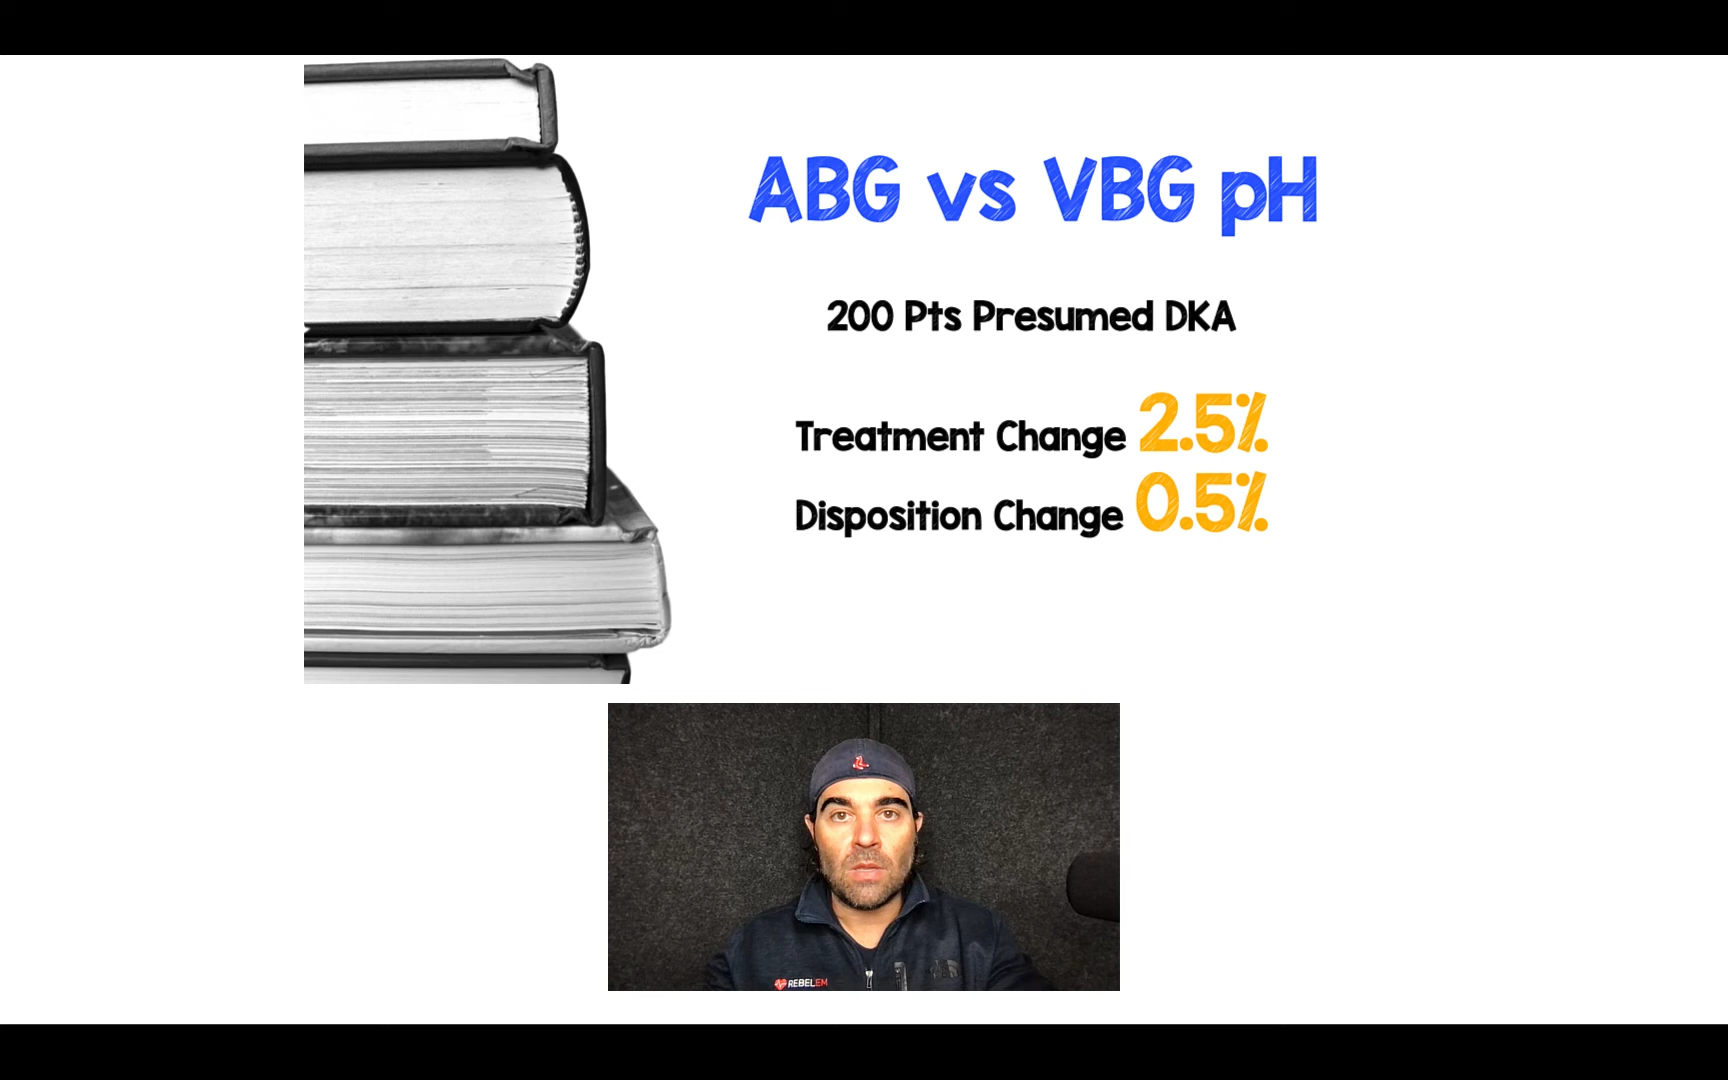 ABG vs VBG pH
200 Pts Presumed DKA
Treatment Change 2.5%
Disposition Change 0.5%
REBELEM